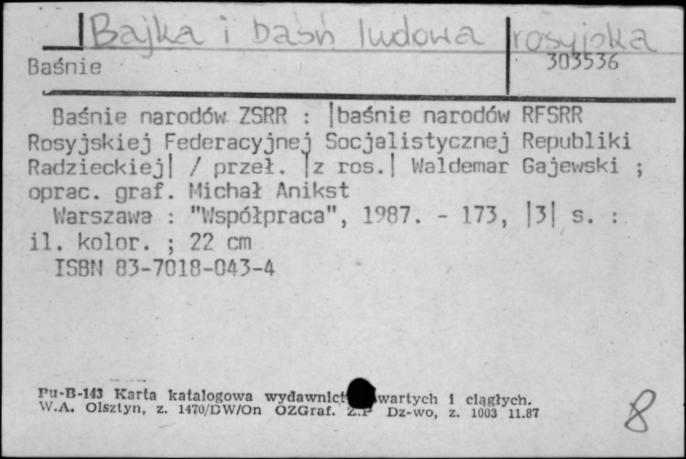 Bajka i baśń ludowa rosyjska
Baśnie 303536
Baśnie narodów ZSRR : |baśnie narodów RFSRR
Rosyjskiej Federacyjnej Socjalistycznej Republiki
Radzieckiej| / przeł. |z ros.| Waldemar Gajewski ;
oprac. graf. Michał Anikst
Warszawa : "Współpraca", 1987. - 173, |3| s. :
il. kolor. ; 22 cm
ISBN 83-7018-043-4
Pu-B-143 Karta katalogowa wydawnict wartych i ciągłych.
W.A. Olsztyn, z. 1470/DW/On OZGraf. Z.P Dz-wo, z. 1003 11.87
8